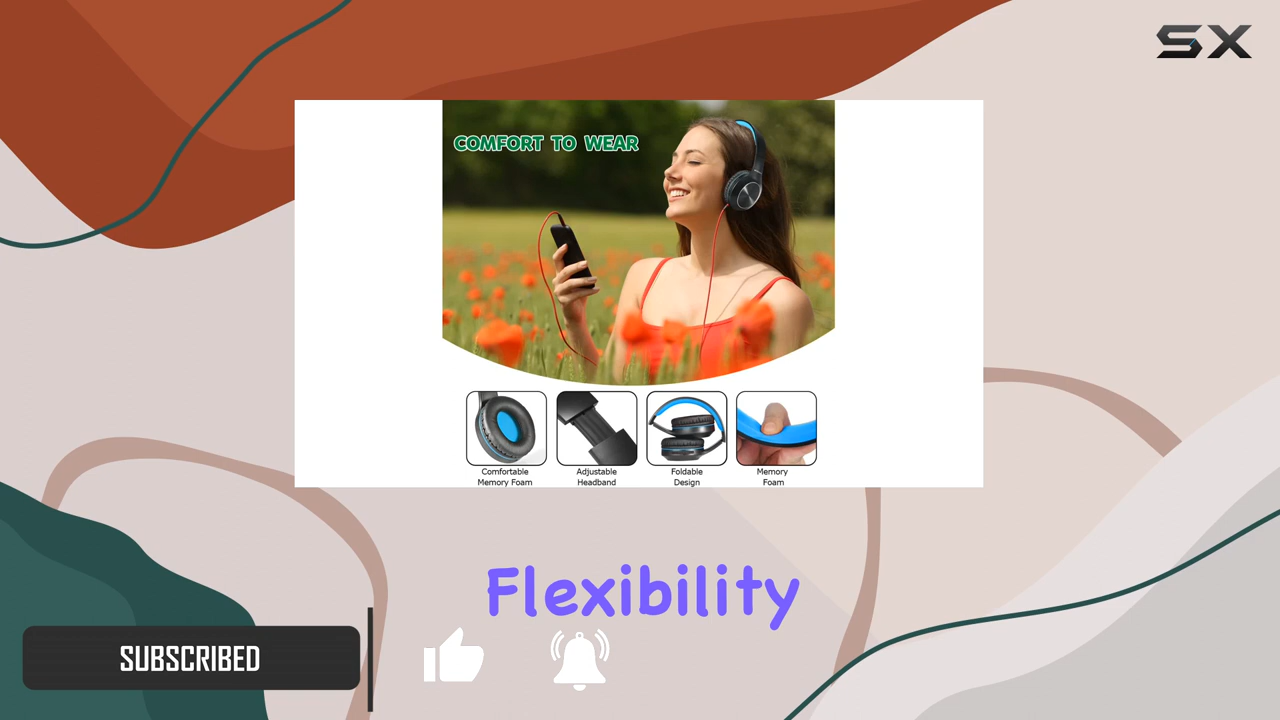 SX
COMFORT TO WEAR
Comfortable
Memory Foam
Adjustable
Headband
Foldable
Design
Memory
Foam
Flexibility
SUBSCRIBED